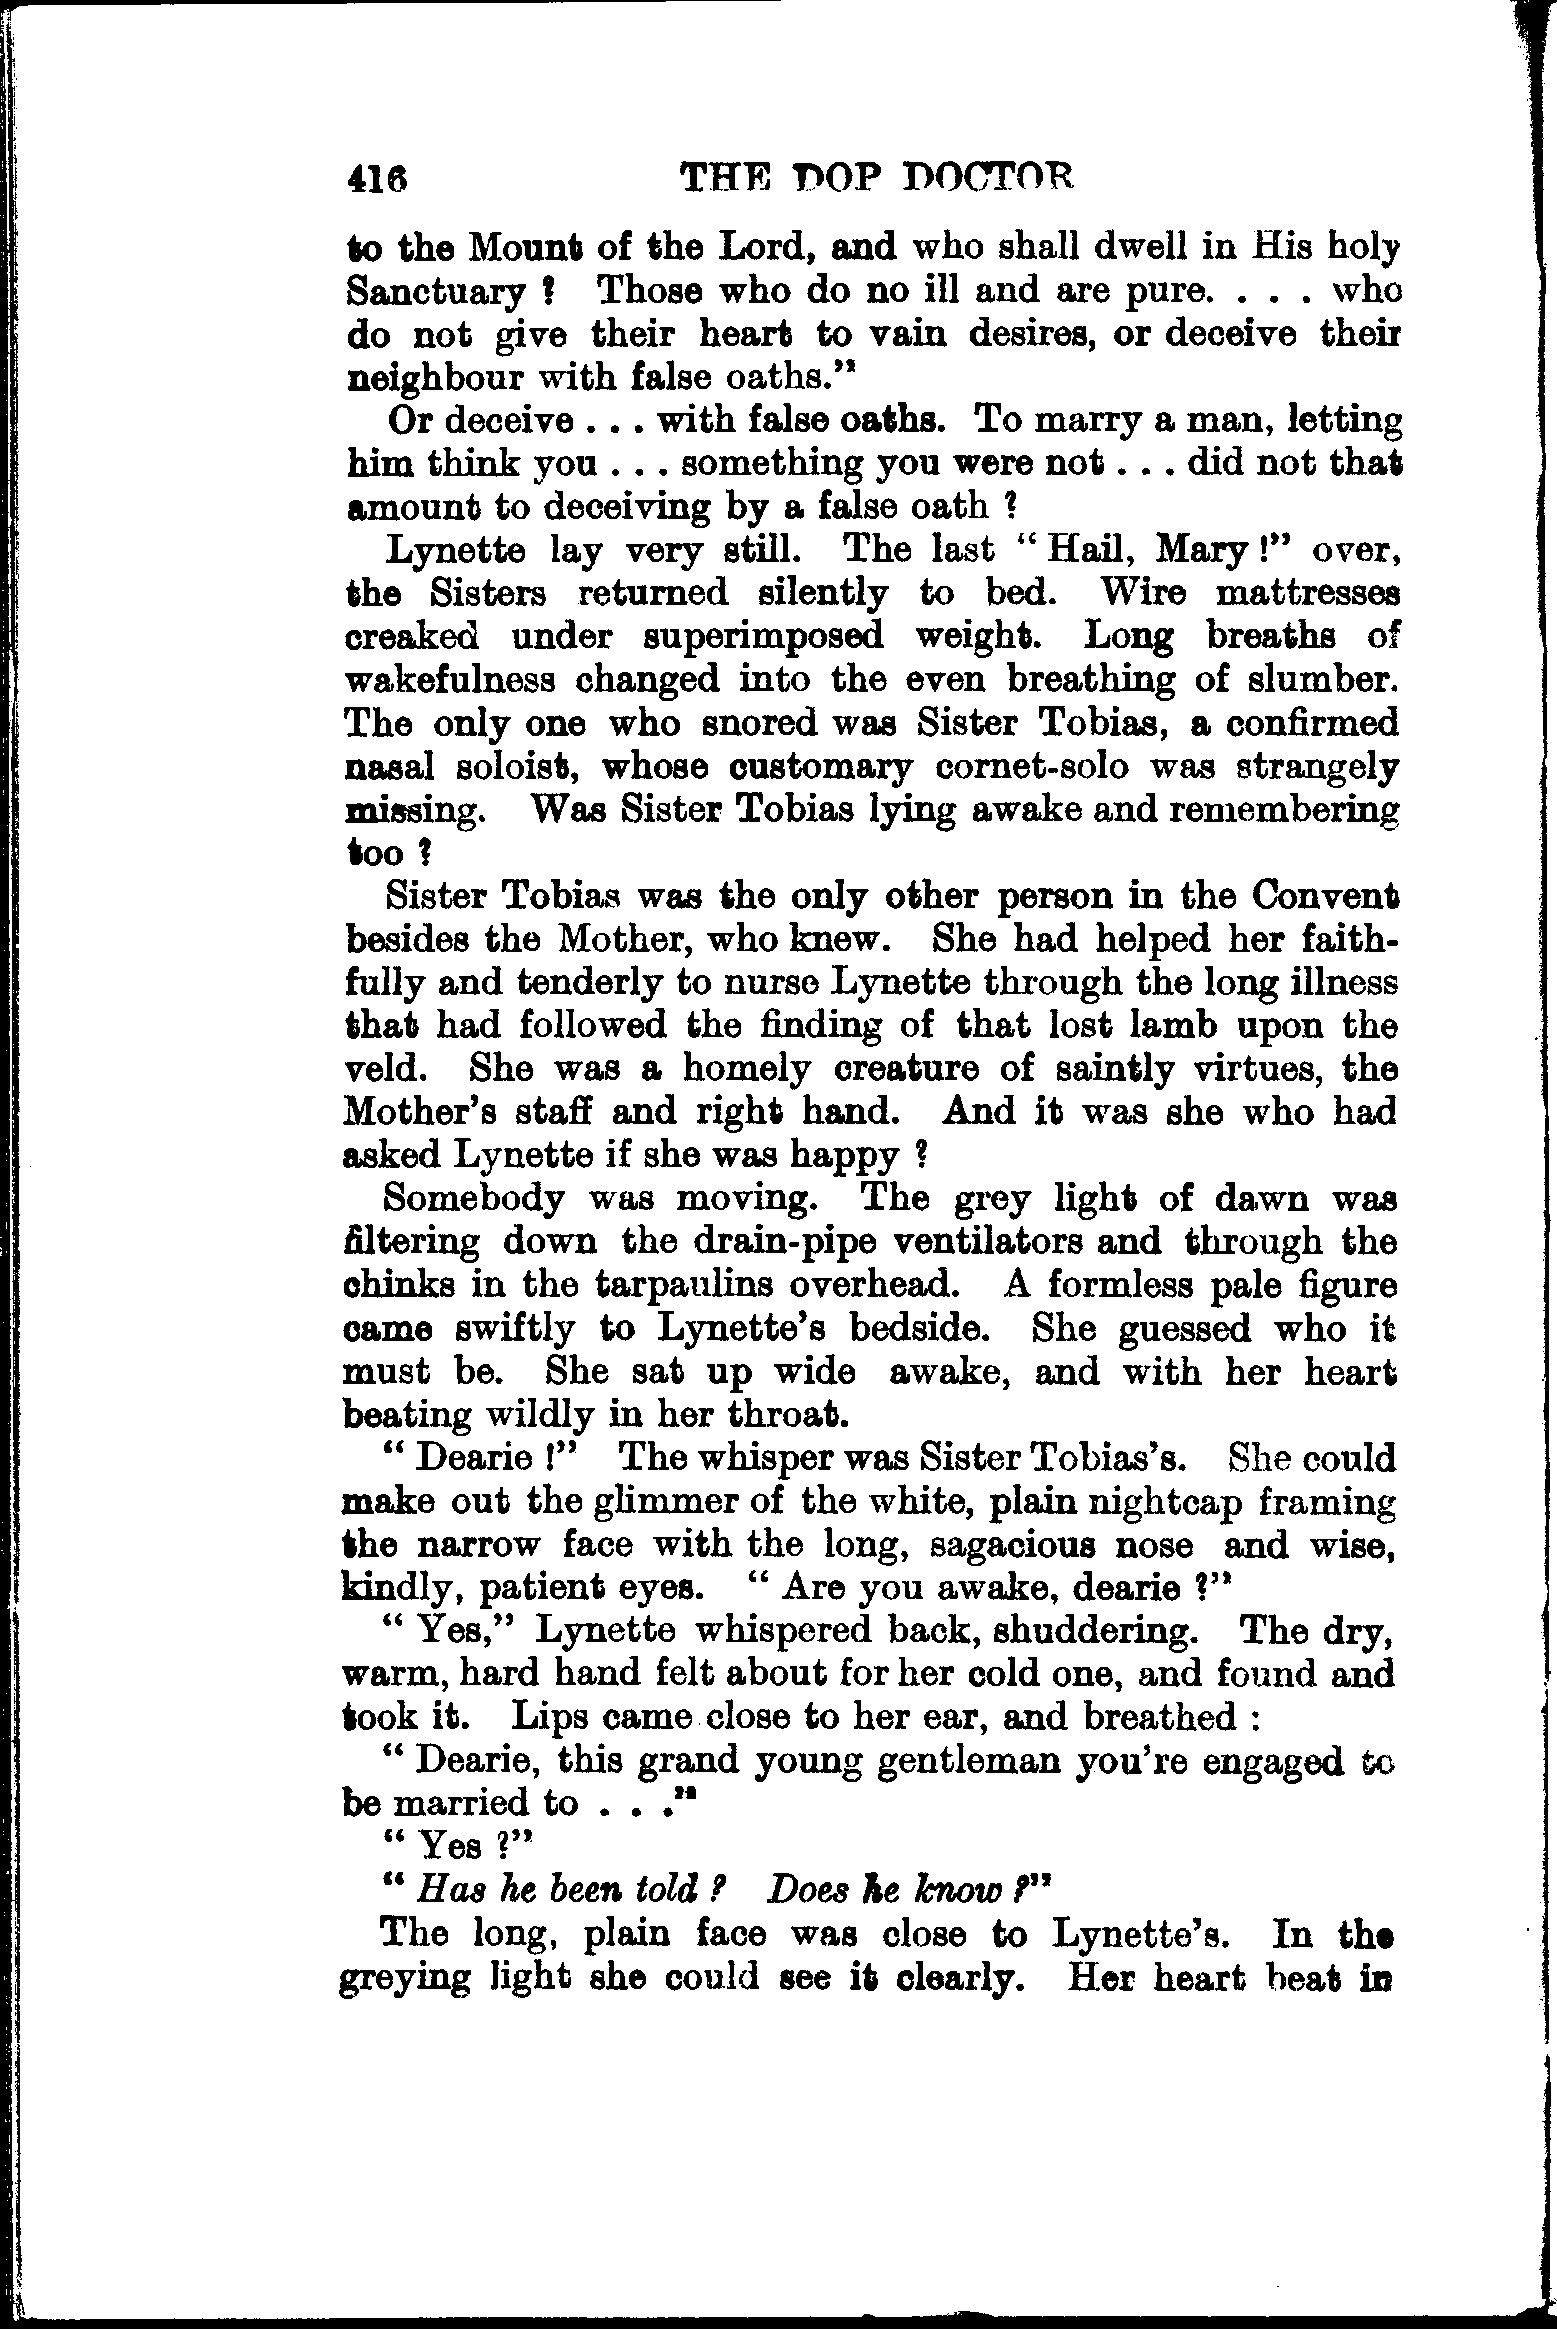 416 THE DOP DOCTOR
to the Mount of the Lord, and who shall dwell in His holy
Sanctuary ? Those who do no ill and are pure. . . . who
do not give their heart to vain desires, or deceive their
neighbour with false oaths."
Or deceive . . . with false oaths. To marry a man, letting
him think you . . . something you were not . . . did not that
amount to deceiving by a false oath ?
Lynette lay very still. The last " Hail, Mary !" over,
the Sisters returned silently to bed. Wire mattresses
creaked under superimposed weight. Long breaths of
wakefulness changed into the even breathing of slumber.
The only one who snored was Sister Tobias, a confirmed
nasal soloist, whose customary cornet-solo was strangely
missing. Was Sister Tobias lying awake and remembering
too ?
Sister Tobias was the only other person in the Convent
besides the Mother, who knew. She had helped her faith-
fully and tenderly to nurse Lynette through the long illness
that had followed the finding of that lost lamb upon the
veld. She was a homely creature of saintly virtues, the
Mother's staff and right hand. And it was she who had
asked Lynette if she was happy ?
Somebody was moving. The grey light of dawn was
filtering down the drain-pipe ventilators and through the
chinks in the tarpaulins overhead. A formless pale figure
came swiftly to Lynette's bedside. She guessed who it
must be. She sat up wide awake, and with her heart
beating wildly in her throat.
" Dearie !" The whisper was Sister Tobias's. She could
make out the glimmer of the white, plain nightcap framing
the narrow face with the long, sagacious nose and wise,
kindly, patient eyes. " Are you awake, dearie ?"
" Yes," Lynette whispered back, shuddering. The dry,
warm, hard hand felt about for her cold one, and found and
took it. Lips came close to her ear, and breathed :
" Dearie, this grand young gentleman you're engaged to
be married to . . ."
" Yes ?"
" Has he been told ? Does he know ?"
The long, plain face was close to Lynette's. In the
greying light she could see it clearly. Her heart beat in